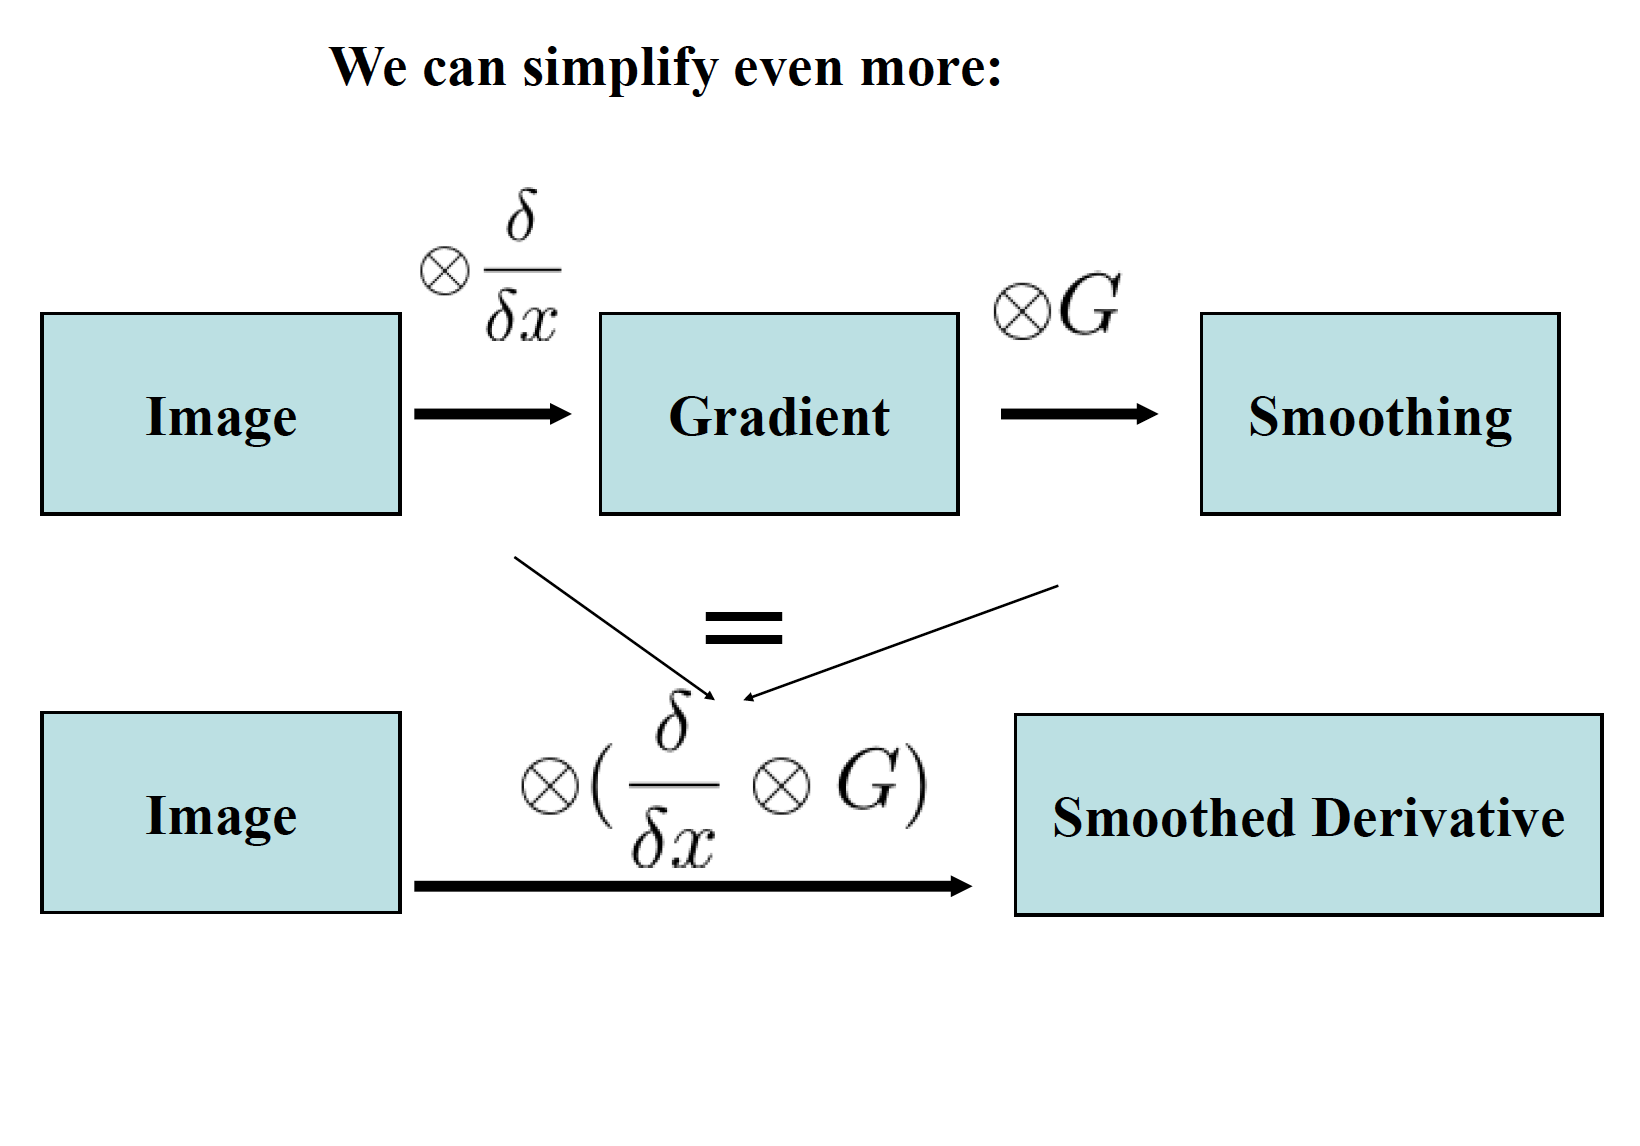 We can simplify even more:
⊗ δ/δx
⊗G
Image
Gradient
Smoothing
=
⊗(δ/δx ⊗ G)
Image
Smoothed Derivative